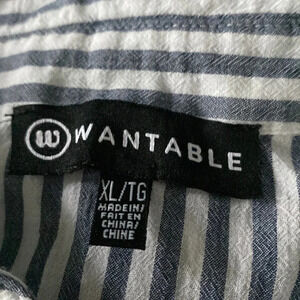 W WANTABLE
XL/TG
MADE IN/
FAIT EN
CHINA/
CHINE